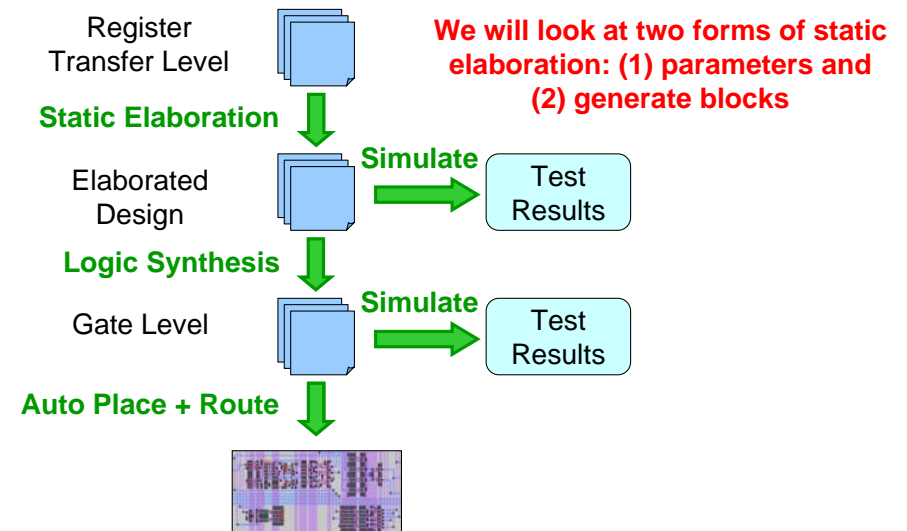 Register
Transfer Level
We will look at two forms of static
elaboration: (1) parameters and
(2) generate blocks
Static Elaboration
Elaborated
Design
Simulate
Test
Results
Logic Synthesis
Gate Level
Simulate
Test
Results
Auto Place + Route